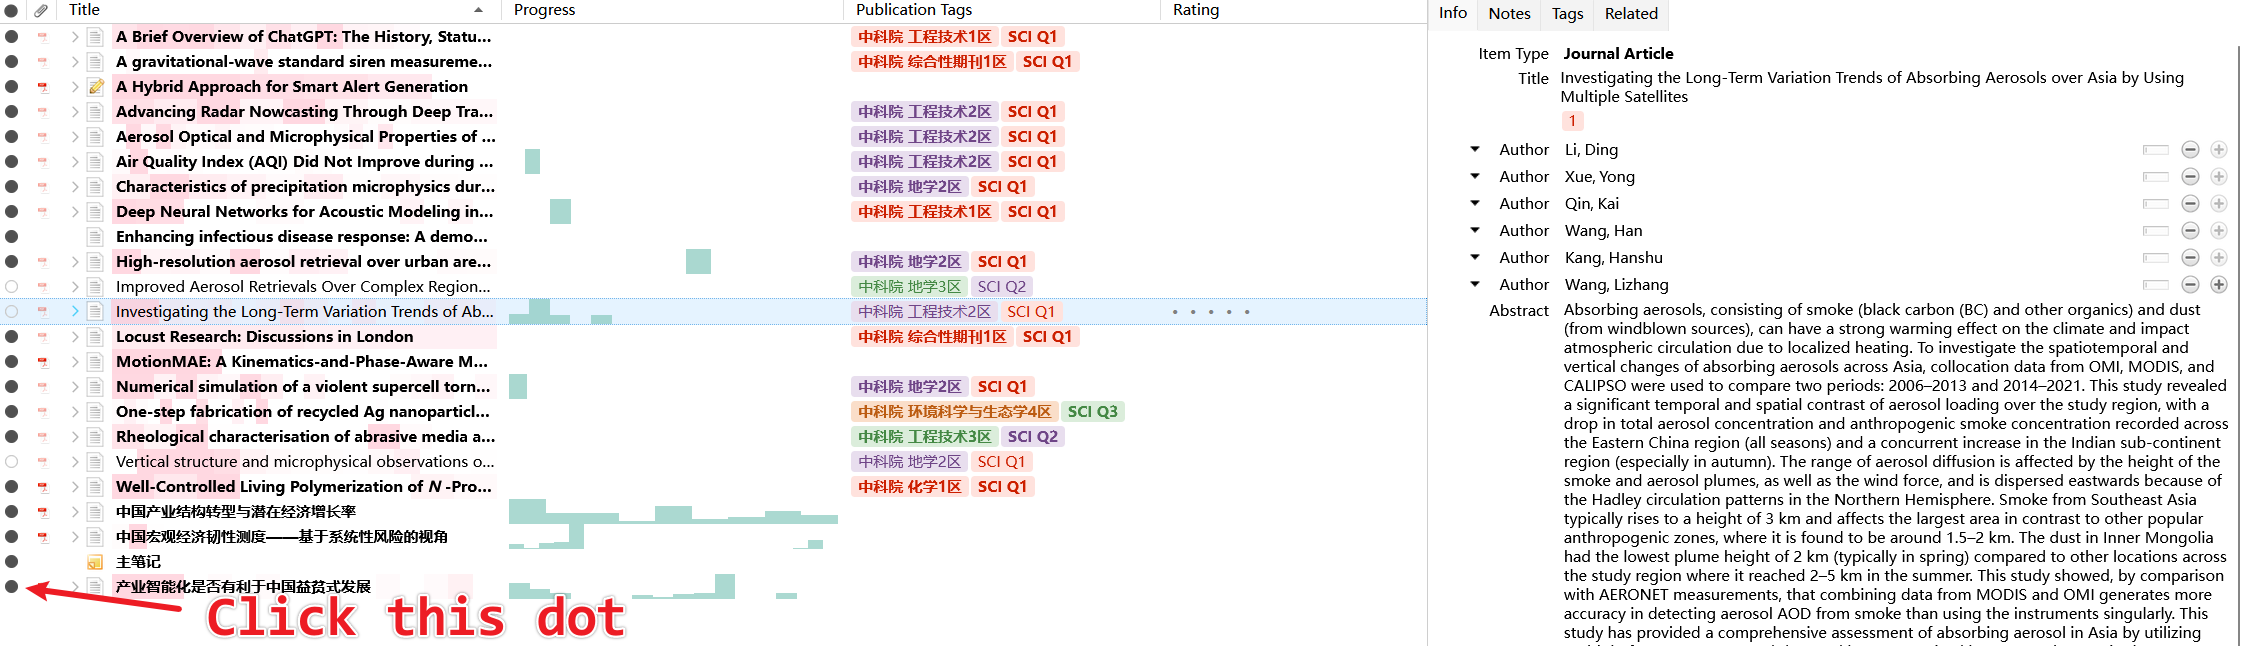 Title Progress Publication Tags Rating
A Brief Overview of ChatGPT: The History, Statu... 中科院 工程技术1区 SCI Q1
A gravitational-wave standard siren measureme... 中科院 综合性期刊1区 SCI Q1
A Hybrid Approach for Smart Alert Generation
Advancing Radar Nowcasting Through Deep Tra... 中科院 工程技术2区 SCI Q1
Aerosol Optical and Microphysical Properties of ... 中科院 工程技术2区 SCI Q1
Air Quality Index (AQI) Did Not Improve during ... 中科院 工程技术2区 SCI Q1
Characteristics of precipitation microphysics dur... 中科院 地学2区 SCI Q1
Deep Neural Networks for Acoustic Modeling in... 中科院 工程技术1区 SCI Q1
Enhancing infectious disease response: A demo...
High-resolution aerosol retrieval over urban are... 中科院 地学2区 SCI Q1
Improved Aerosol Retrievals Over Complex Region... 中科院 地学3区 SCI Q2
Investigating the Long-Term Variation Trends of Ab... 中科院 工程技术2区 SCI Q1
Locust Research: Discussions in London 中科院 综合性期刊1区 SCI Q1
MotionMAE: A Kinematics-and-Phase-Aware M...
Numerical simulation of a violent supercell torn... 中科院 地学2区 SCI Q1
One-step fabrication of recycled Ag nanoparticl... 中科院 环境科学与生态学4区 SCI Q3
Rheological characterisation of abrasive media a... 中科院 工程技术3区 SCI Q2
Vertical structure and microphysical observations o... 中科院 地学2区 SCI Q1
Well-Controlled Living Polymerization of N -Pro... 中科院 化学1区 SCI Q1
中国产业结构转型与潜在经济增长率
中国宏观经济韧性测度——基于系统性风险的视角
主笔记
产业智能化是否有利于中国益贫式发展
Click this dot
Info Notes Tags Related
Item Type Journal Article
Title Investigating the Long-Term Variation Trends of Absorbing Aerosols over Asia by Using
Multiple Satellites
1
Author Li, Ding
Author Xue, Yong
Author Qin, Kai
Author Wang, Han
Author Kang, Hanshu
Author Wang, Lizhang
Abstract Absorbing aerosols, consisting of smoke (black carbon (BC) and other organics) and dust
(from windblown sources), can have a strong warming effect on the climate and impact
atmospheric circulation due to localized heating. To investigate the spatiotemporal and
vertical changes of absorbing aerosols across Asia, collocation data from OMI, MODIS, and
CALIPSO were used to compare two periods: 2006–2013 and 2014–2021. This study revealed
a significant temporal and spatial contrast of aerosol loading over the study region, with a
drop in total aerosol concentration and anthropogenic smoke concentration recorded across
the Eastern China region (all seasons) and a concurrent increase in the Indian sub-continent
region (especially in autumn). The range of aerosol diffusion is affected by the height of the
smoke and aerosol plumes, as well as the wind force, and is dispersed eastwards because of
the Hadley circulation patterns in the Northern Hemisphere. Smoke from Southeast Asia
typically rises to a height of 3 km and affects the largest area in contrast to other popular
anthropogenic zones, where it is found to be around 1.5–2 km. The dust in Inner Mongolia
had the lowest plume height of 2 km (typically in spring) compared to other locations across
the study region where it reached 2–5 km in the summer. This study showed, by comparison
with AERONET measurements, that combining data from MODIS and OMI generates more
accuracy in detecting aerosol AOD from smoke than using the instruments singularly. This
study has provided a comprehensive assessment of absorbing aerosol in Asia by utilizing